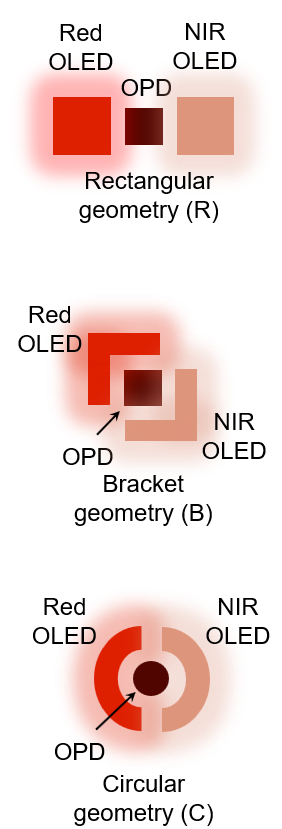 Red
OLED
NIR
OLED
OPD
Rectangular
geometry (R)
Red
OLED
NIR
OLED
OPD
Bracket
geometry (B)
Red
OLED
NIR
OLED
OPD
Circular
geometry (C)